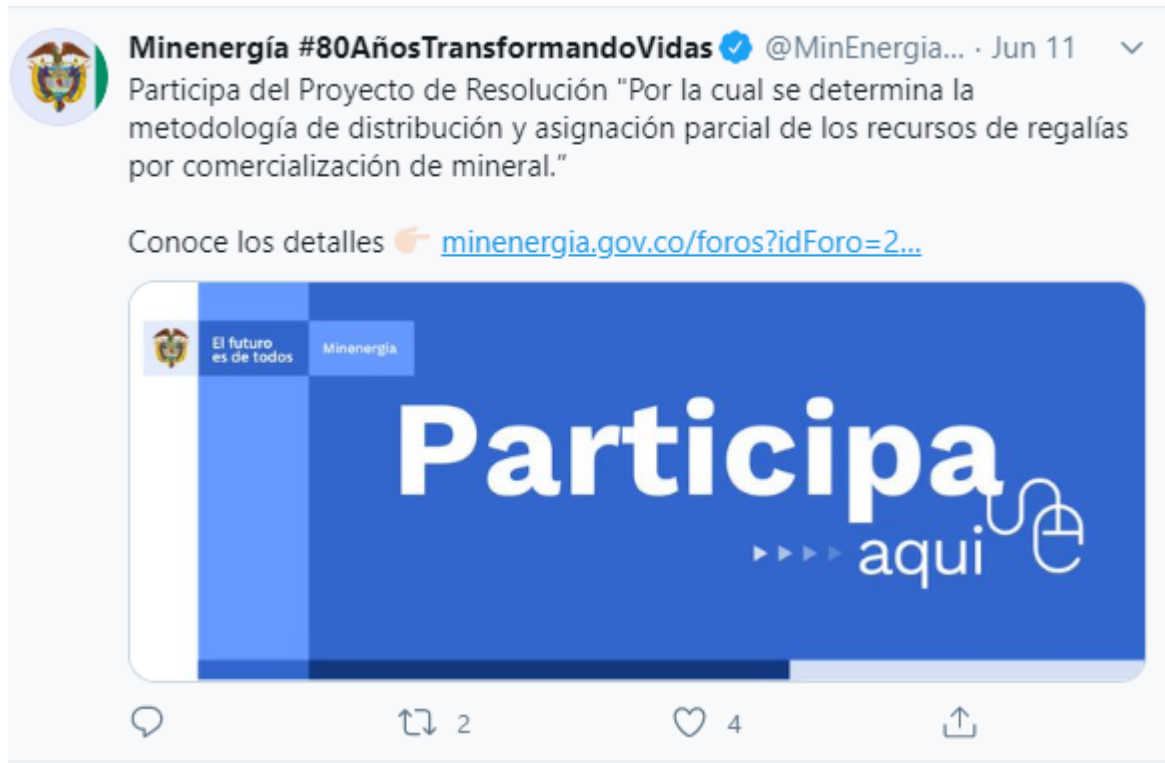 Minenergía #80AñosTransformandoVidas @MinEnergia... · Jun 11
Participa del Proyecto de Resolución "Por la cual se determina la
metodología de distribución y asignación parcial de los recursos de regalías
por comercialización de mineral.”
Conoce los detalles 👉🏻 minenergia.gov.co/foros?idForo=2...
El futuro
es de todos
Minenergía
Participa
aqui
2
4